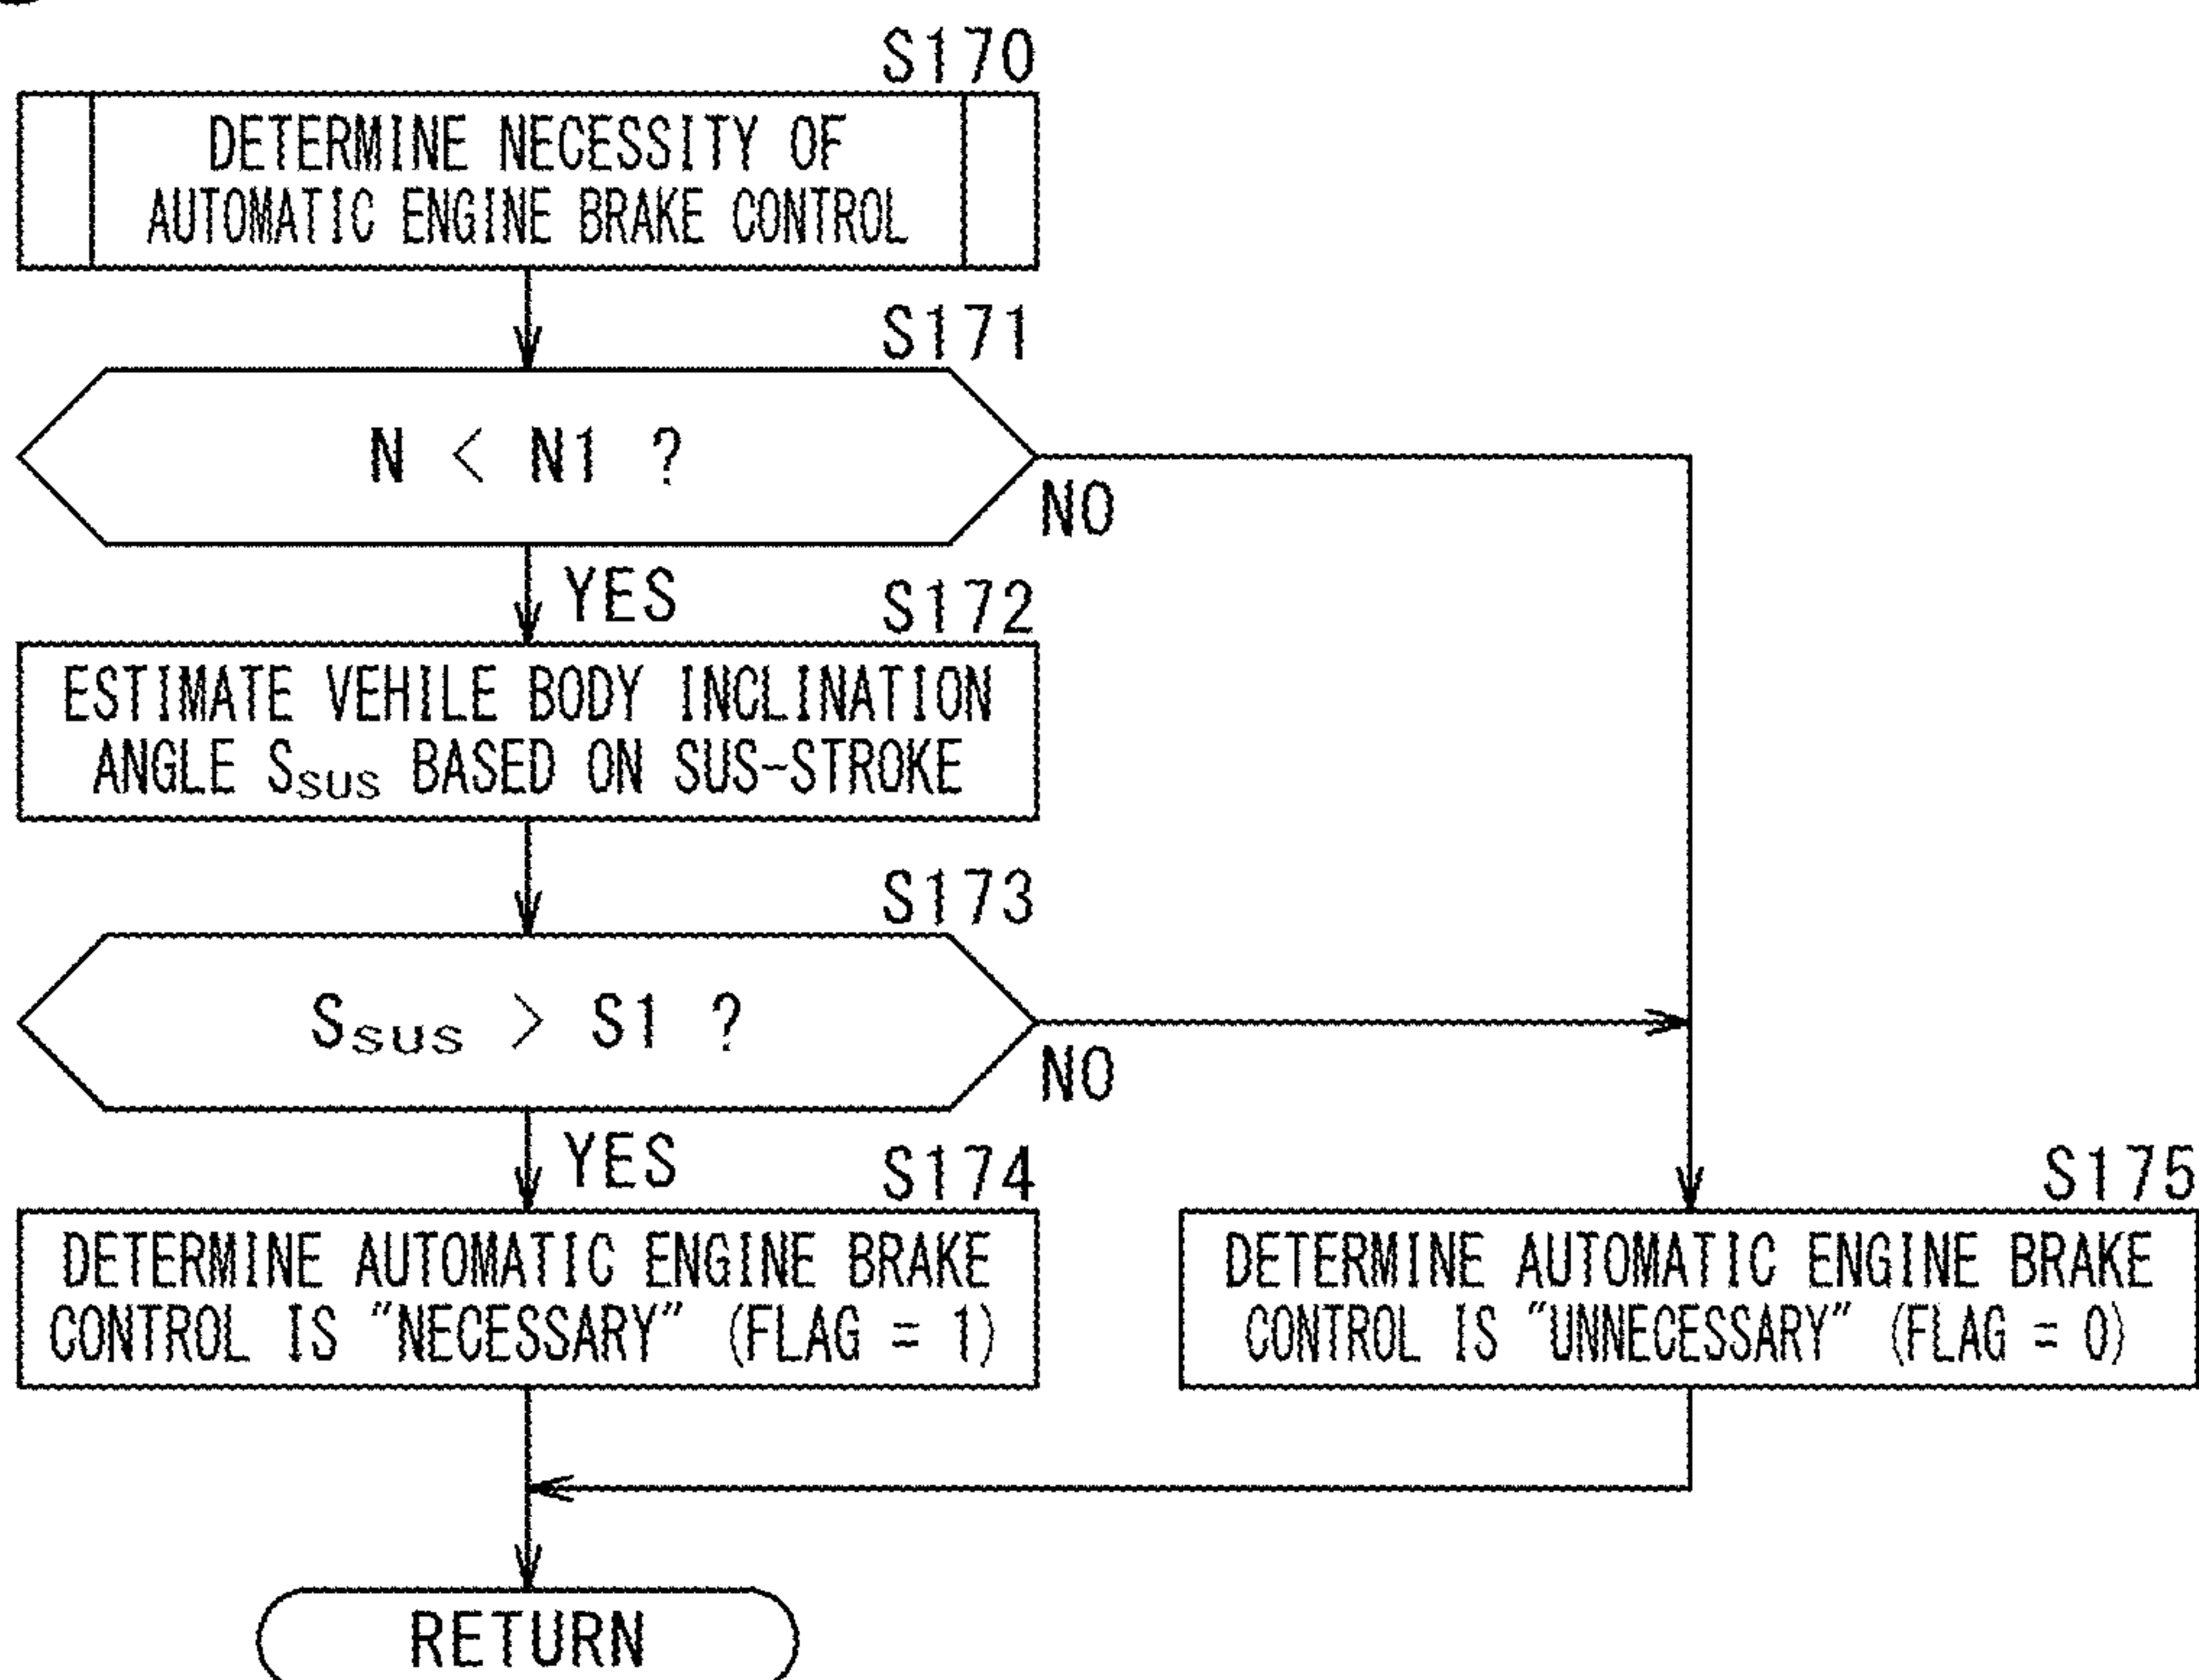 S170
DETERMINE NECESSITY OF
AUTOMATIC ENGINE BRAKE CONTROL
S171
N < N1 ?
NO
YES
S172
ESTIMATE VEHILE BODY INCLINATION
ANGLE Ssus BASED ON SUS-STROKE
S173
Ssus > S1 ?
NO
YES
S174
DETERMINE AUTOMATIC ENGINE BRAKE
CONTROL IS "NECESSARY" (FLAG = 1)
S175
DETERMINE AUTOMATIC ENGINE BRAKE
CONTROL IS "UNNECESSARY" (FLAG = 0)
RETURN